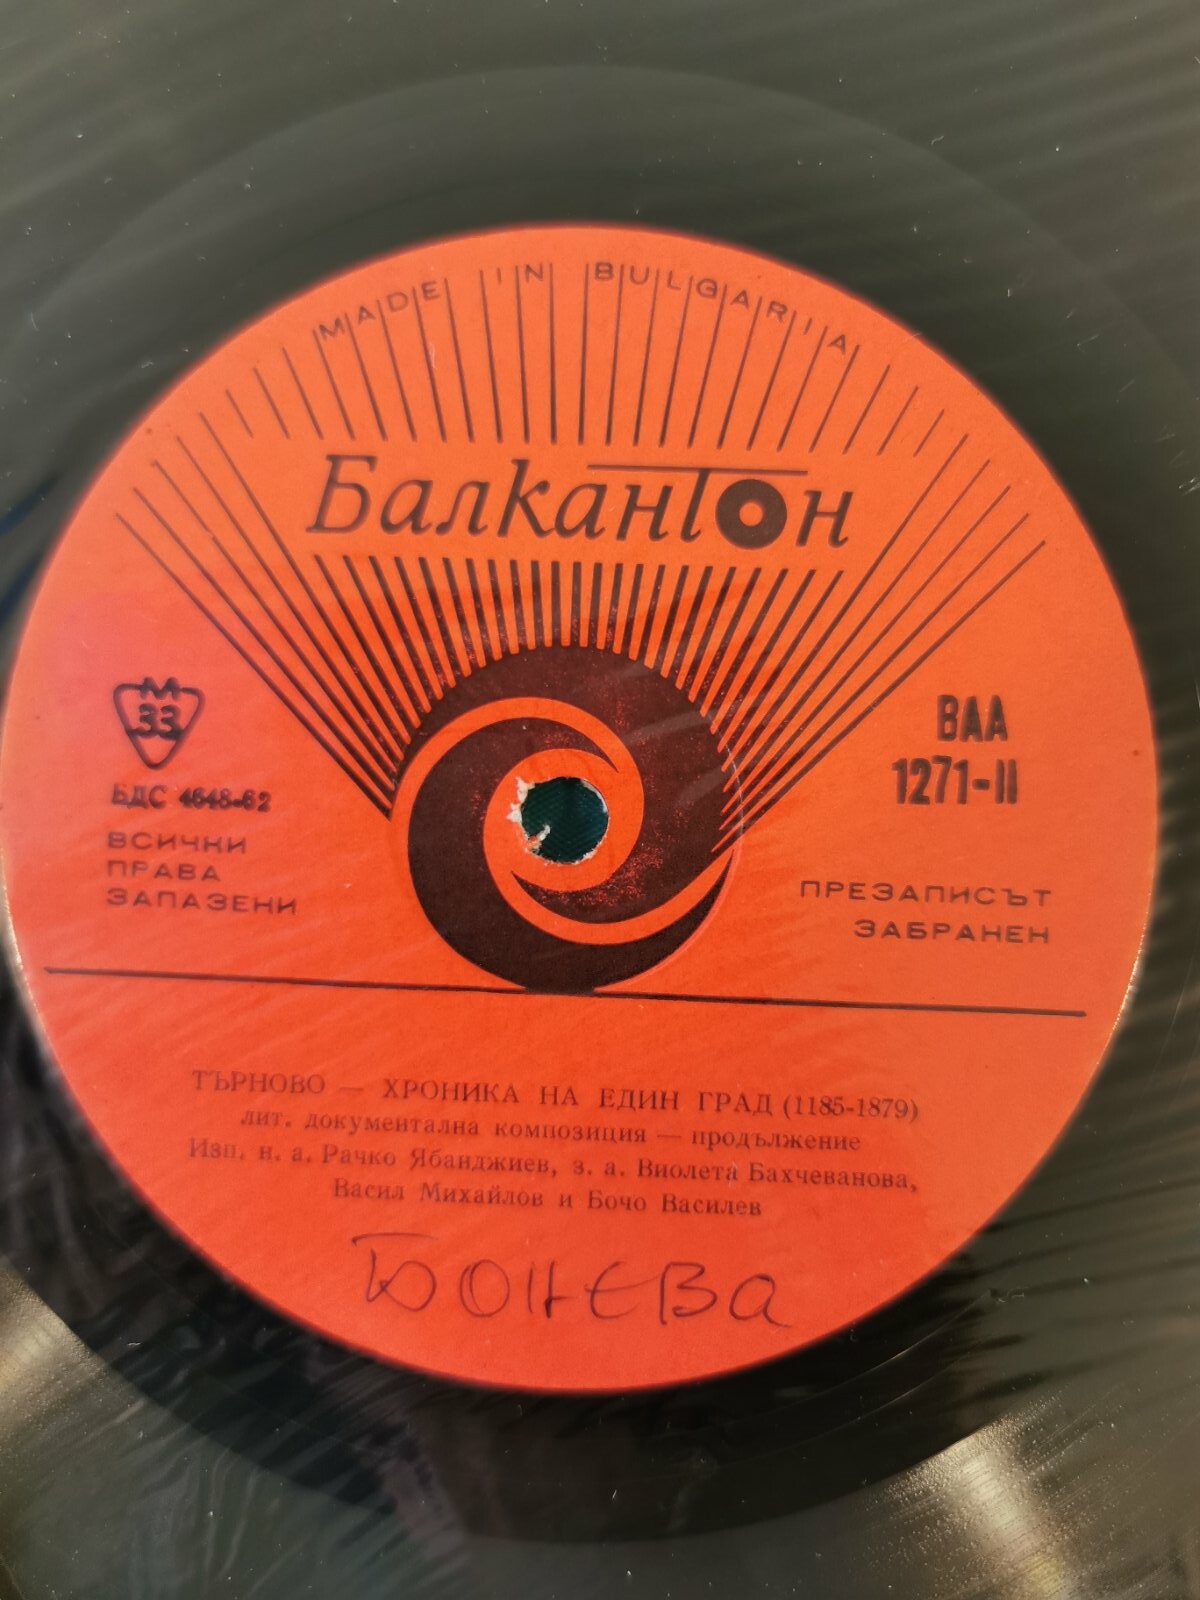 MADE IN BULGARIA
Балкантон
М
33
БДС 4648-62
ВСИЧКИ
ПРАВА
ЗАПАЗЕНИ
ВАА
1271-II
ПРЕЗАПИСЪТ
ЗАБРАНЕН
ТЪРНОВО — ХРОНИКА НА ЕДИН ГРАД (1185-1879)
лит. документална композиция — продължение
Изп. н. а. Рачко Ябанджиев, з. а. Виолета Бахчеванова,
Васил Михайлов и Бочо Василев
БОНЕВа